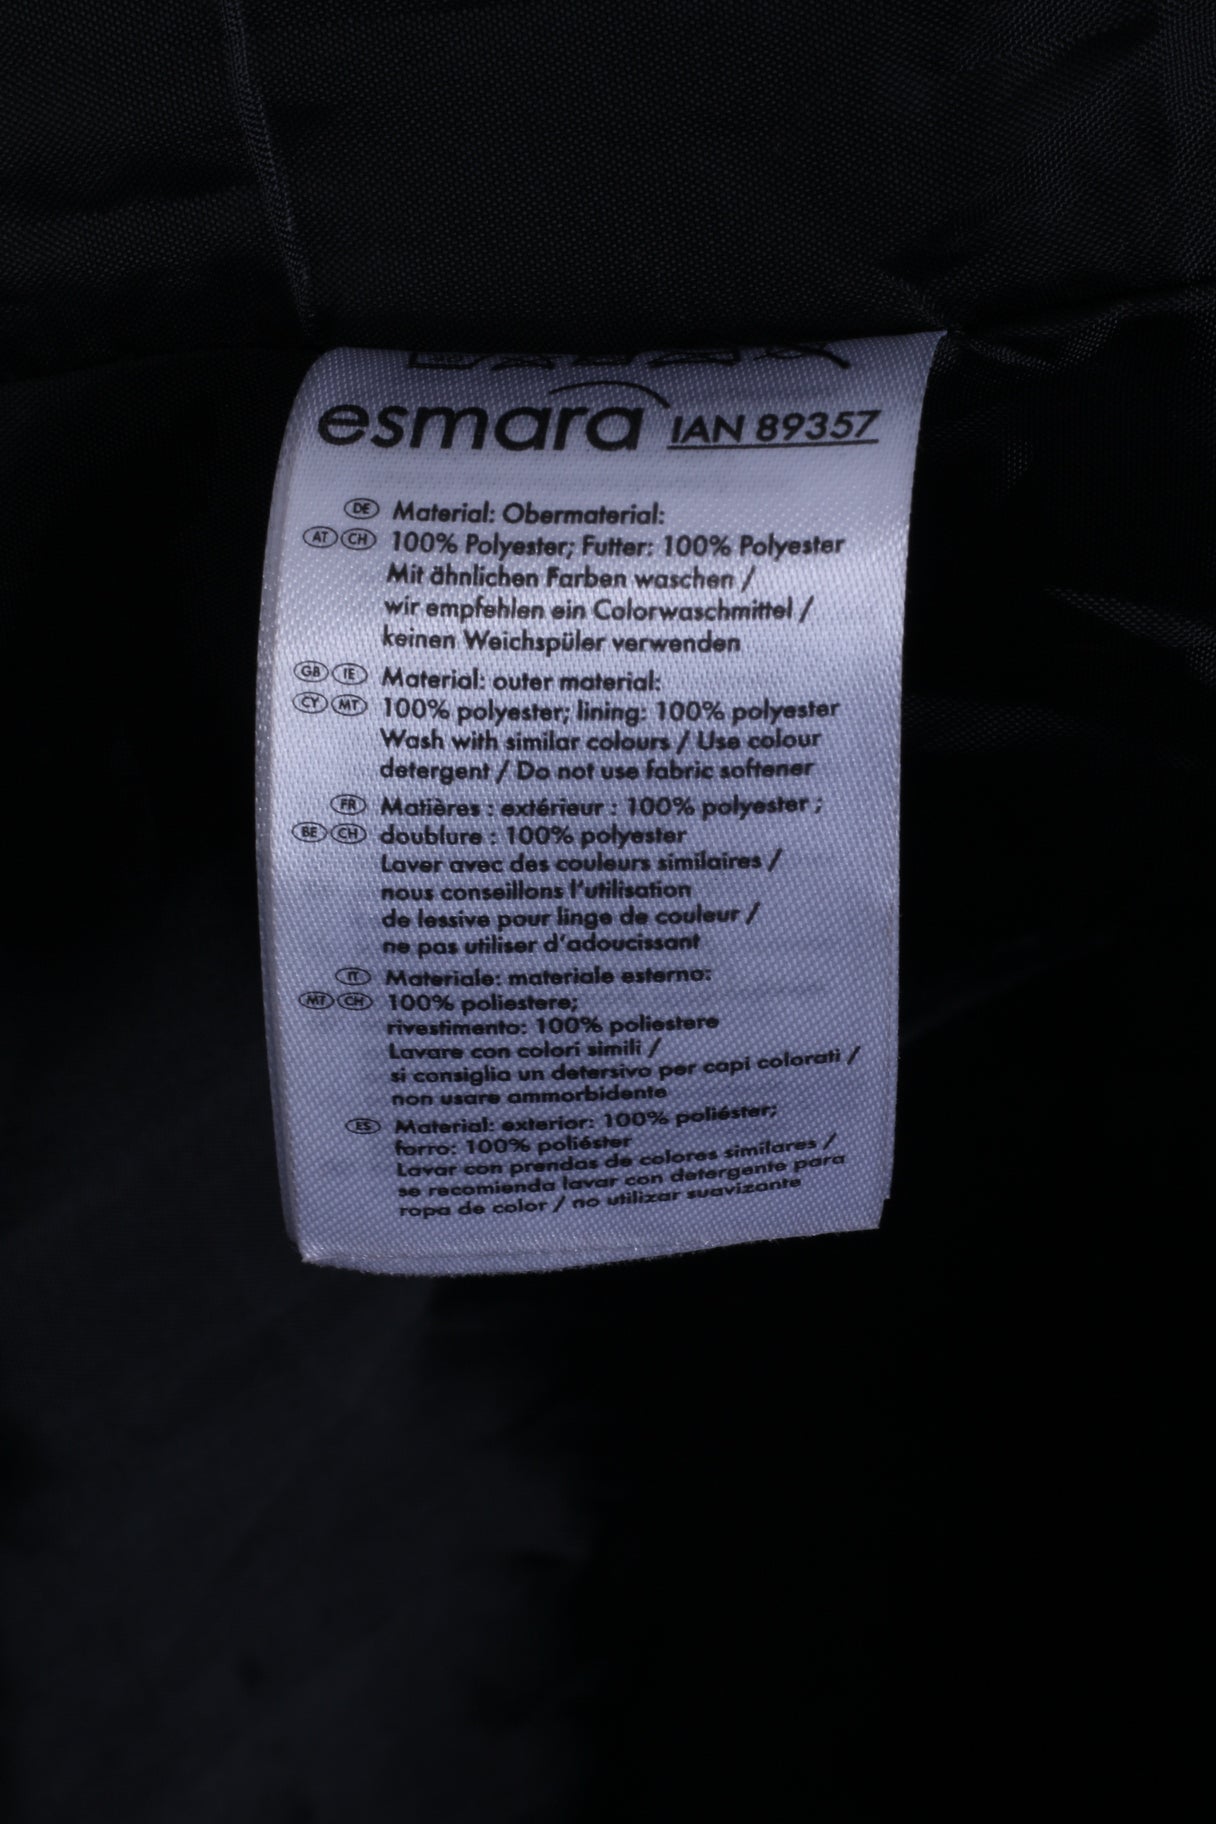 esmara IAN 89357
DE Material: Obermaterial:
AT CH 100% Polyester; Futter: 100% Polyester
Mit ähnlichen Farben waschen /
wir empfehlen ein Colorwaschmittel /
keinen Weichspüler verwenden
GB IE Material: outer material:
CY MT 100% polyester; lining: 100% polyester
Wash with similar colours / Use colour
detergent / Do not use fabric softener
FR Matières : extérieur : 100% polyester ;
BE CH doublure : 100% polyester
Laver avec des couleurs similaires /
nous conseillons l'utilisation
de lessive pour linge de couleur /
ne pas utiliser d'adoucissant
IT Materiale: materiale esterno:
MT CH 100% poliestere;
rivestimento: 100% poliestere
Lavare con colori simili /
si consiglia un detersivo per capi colorati /
non usare ammorbidente
ES Material: exterior: 100% poliéster;
forro: 100% poliéster
Lavar con prendas de colores similares /
se recomienda lavar con detergente para
ropa de color / no utilizar suavizante